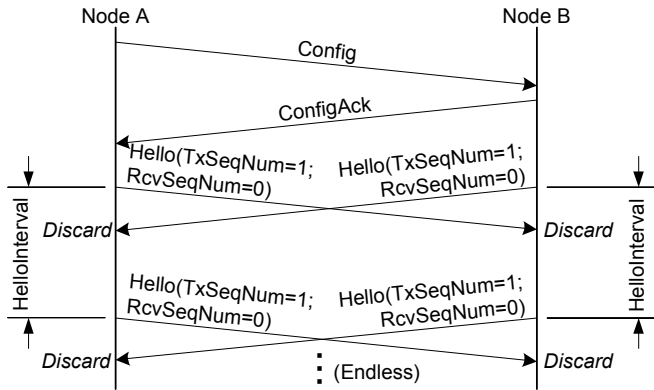 Node A
Node B
Config
ConfigAck
Hello(TxSeqNum=1;
RcvSeqNum=0)
Hello(TxSeqNum=1;
RcvSeqNum=0)
HelloInterval
HelloInterval
Discard
Discard
Hello(TxSeqNum=1;
RcvSeqNum=0)
Hello(TxSeqNum=1;
RcvSeqNum=0)
Discard
Discard
(Endless)